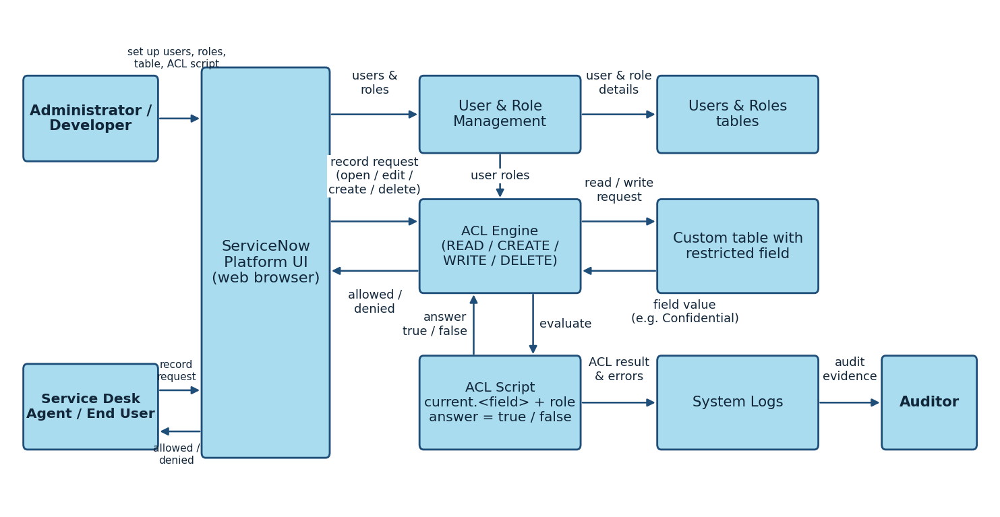 set up users, roles,
table, ACL script
Administrator /
Developer
users &
roles
User & Role
Management
user & role
details
Users & Roles
tables
record request
(open / edit /
create / delete)
user roles
read / write
request
ServiceNow
Platform UI
(web browser)
ACL Engine
(READ / CREATE /
WRITE / DELETE)
Custom table with
restricted field
allowed /
denied
field value
(e.g. Confidential)
answer
true / false
evaluate
record
request
Service Desk
Agent / End User
allowed /
denied
ACL Script
current.<field> + role
answer = true / false
ACL result
& errors
System Logs
audit
evidence
Auditor